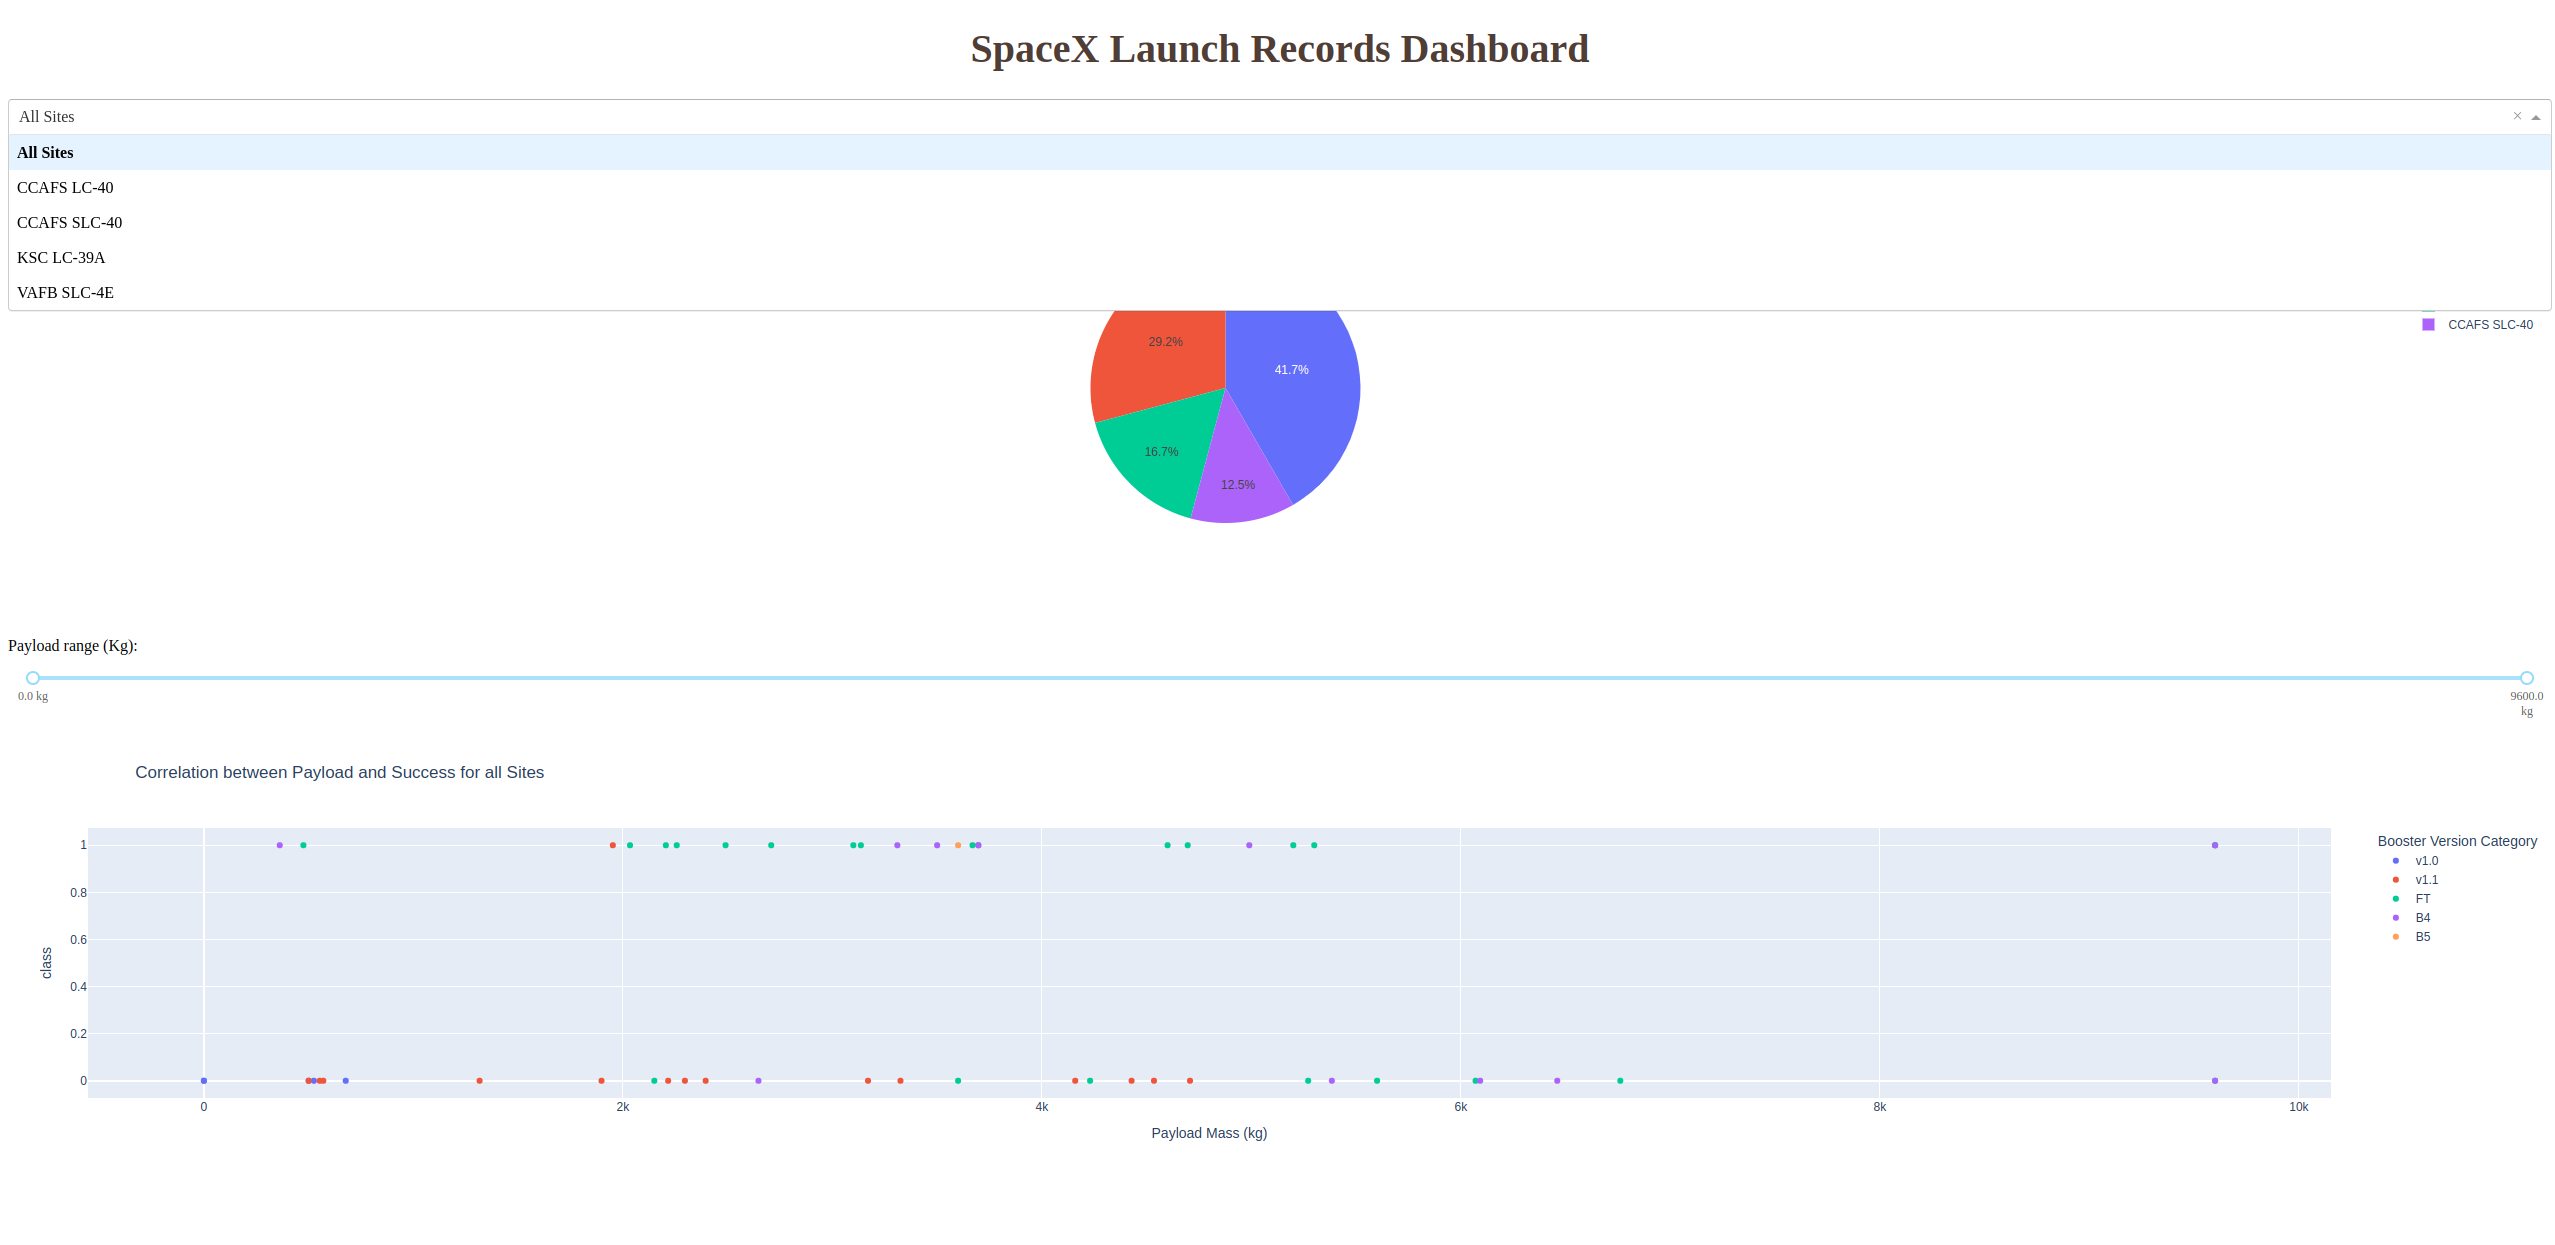 SpaceX Launch Records Dashboard
All Sites
×
All Sites
CCAFS LC-40
CCAFS SLC-40
KSC LC-39A
VAFB SLC-4E
CCAFS SLC-40
29.2%
41.7%
16.7%
12.5%
Payload range (Kg):
0.0 kg
9600.0
kg
Correlation between Payload and Success for all Sites
1
0.8
0.6
0.4
0.2
0
class
0
2k
4k
6k
8k
10k
Payload Mass (kg)
Booster Version Category
v1.0
v1.1
FT
B4
B5